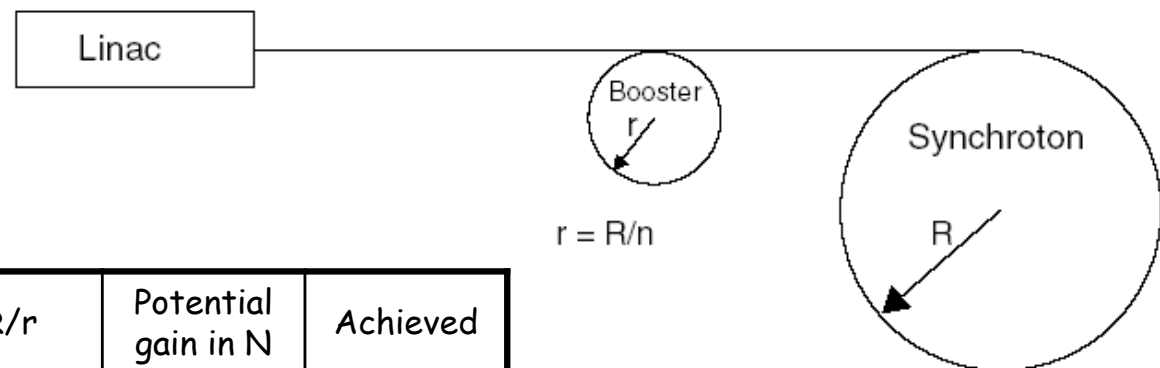 Linac
Booster
r
Synchroton
r = R/n
R
R/r
Potential
gain in N
Achieved